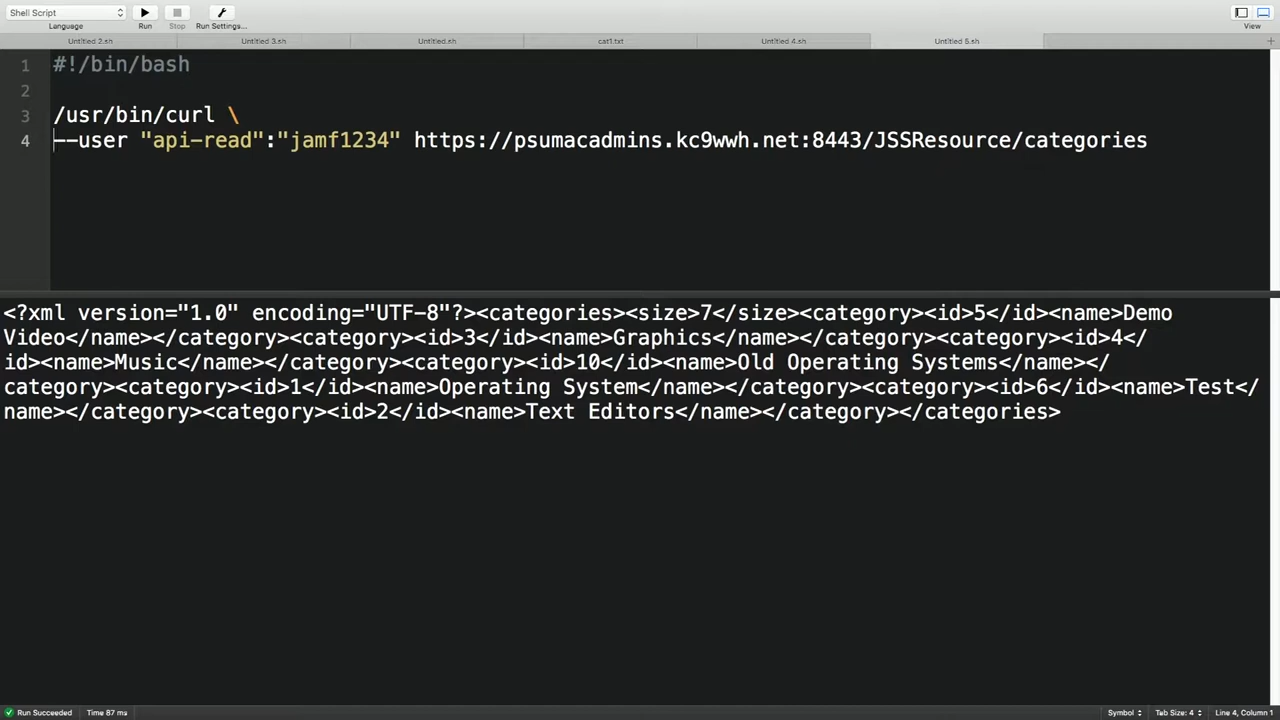 Shell Script
Language
Run
Stop
Run Settings...
View
Untitled 2.sh
Untitled 3.sh
Untitled.sh
cat1.txt
Untitled 4.sh
Untitled 5.sh
1 #!/bin/bash
2
3 /usr/bin/curl \
4 --user "api-read":"jamf1234" https://psumacadmins.kc9wwh.net:8443/JSSResource/categories
<?xml version="1.0" encoding="UTF-8"?><categories><size>7</size><category><id>5</id><name>Demo
Video</name></category><category><id>3</id><name>Graphics</name></category><category><id>4</
id><name>Music</name></category><category><id>10</id><name>Old Operating Systems</name></
category><category><id>1</id><name>Operating System</name></category><category><id>6</id><name>Test</
name></category><category><id>2</id><name>Text Editors</name></category></categories>
Run Succeeded
Time 87 ms
Symbol
Tab Size: 4
Line 4, Column 1